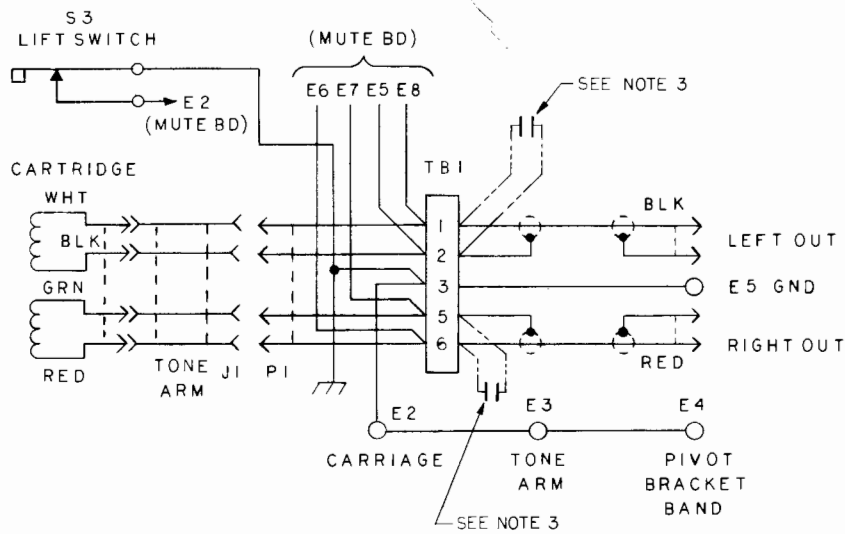 S3
LIFT SWITCH
E2
(MUTE BD)
(MUTE BD)
E6 E7 E5 E8
SEE NOTE 3
CARTRIDGE
WHT
BLK
GRN
RED
TONE
ARM
J1
P1
TB1
1
2
3
5
6
BLK
LEFT OUT
E5 GND
RED
RIGHT OUT
E2
CARRIAGE
E3
TONE
ARM
E4
PIVOT
BRACKET
BAND
SEE NOTE 3